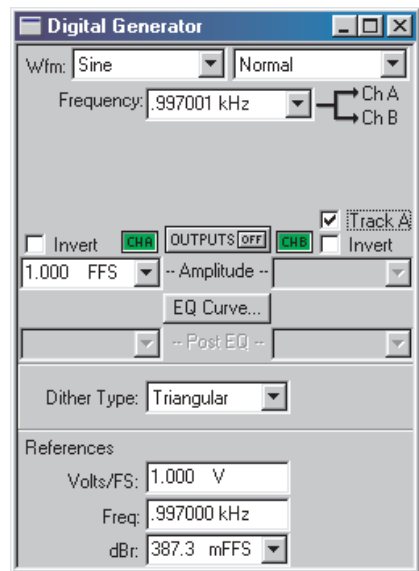 Digital Generator
Wfm: Sine Normal
Frequency: .997001 kHz Ch A
Ch B
Track A
Invert CHA OUTPUTS OFF CHB Invert
1.000 FFS -- Amplitude --
EQ Curve...
-- Post EQ --
Dither Type: Triangular
References
Volts/FS: 1.000 V
Freq: .997000 kHz
dBr: 387.3 mFFS